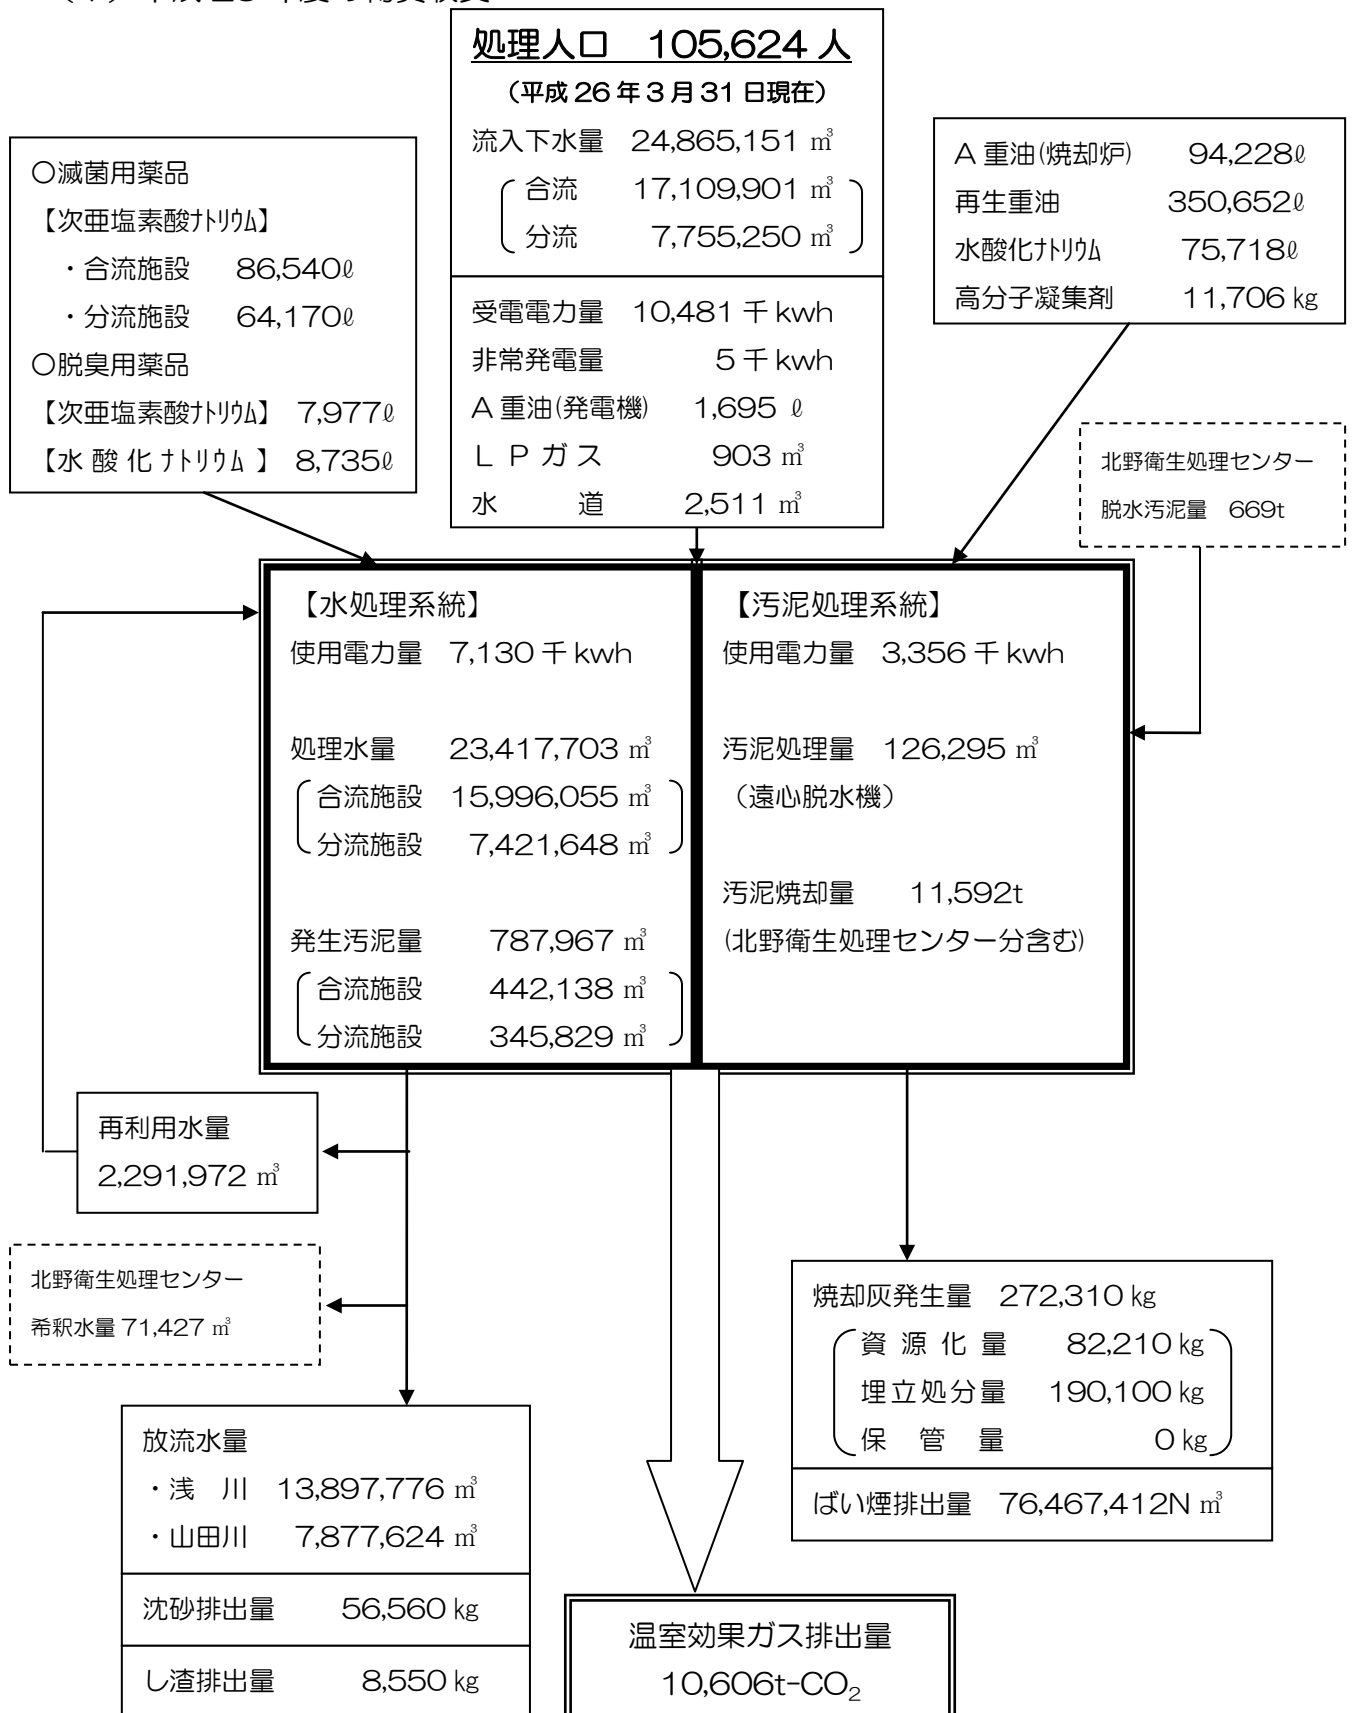 処理人口 105,624 人
（平成 26 年 3 月 31 日現在）
流入下水量 24,865,151 ㎥
合流 17,109,901 ㎥
分流 7,755,250 ㎥
受電電力量 10,481 千 kwh
非常発電量 5 千 kwh
A 重油(発電機) 1,695 ℓ
ＬＰガス 903 ㎥
水道 2,511 ㎥
○滅菌用薬品
【次亜塩素酸ﾅﾄﾘｳﾑ】
・合流施設 86,540ℓ
・分流施設 64,170ℓ
○脱臭用薬品
【次亜塩素酸ﾅﾄﾘｳﾑ】 7,977ℓ
【水酸化ﾅﾄﾘｳﾑ】 8,735ℓ
A 重油(焼却炉) 94,228ℓ
再生重油 350,652ℓ
水酸化ﾅﾄﾘｳﾑ 75,718ℓ
高分子凝集剤 11,706 kg
北野衛生処理センター
脱水汚泥量 669t
【水処理系統】
使用電力量 7,130 千 kwh
処理水量 23,417,703 ㎥
合流施設 15,996,055 ㎥
分流施設 7,421,648 ㎥
発生汚泥量 787,967 ㎥
合流施設 442,138 ㎥
分流施設 345,829 ㎥
【汚泥処理系統】
使用電力量 3,356 千 kwh
汚泥処理量 126,295 ㎥
（遠心脱水機）
汚泥焼却量 11,592t
(北野衛生処理センター分含む)
再利用水量
2,291,972 ㎥
北野衛生処理センター
希釈水量 71,427 ㎥
放流水量
・浅川 13,897,776 ㎥
・山田川 7,877,624 ㎥
沈砂排出量 56,560 kg
し渣排出量 8,550 kg
焼却灰発生量 272,310 kg
資源化量 82,210 kg
埋立処分量 190,100 kg
保管量 0 kg
ばい煙排出量 76,467,412N ㎥
温室効果ガス排出量
10,606t-CO₂